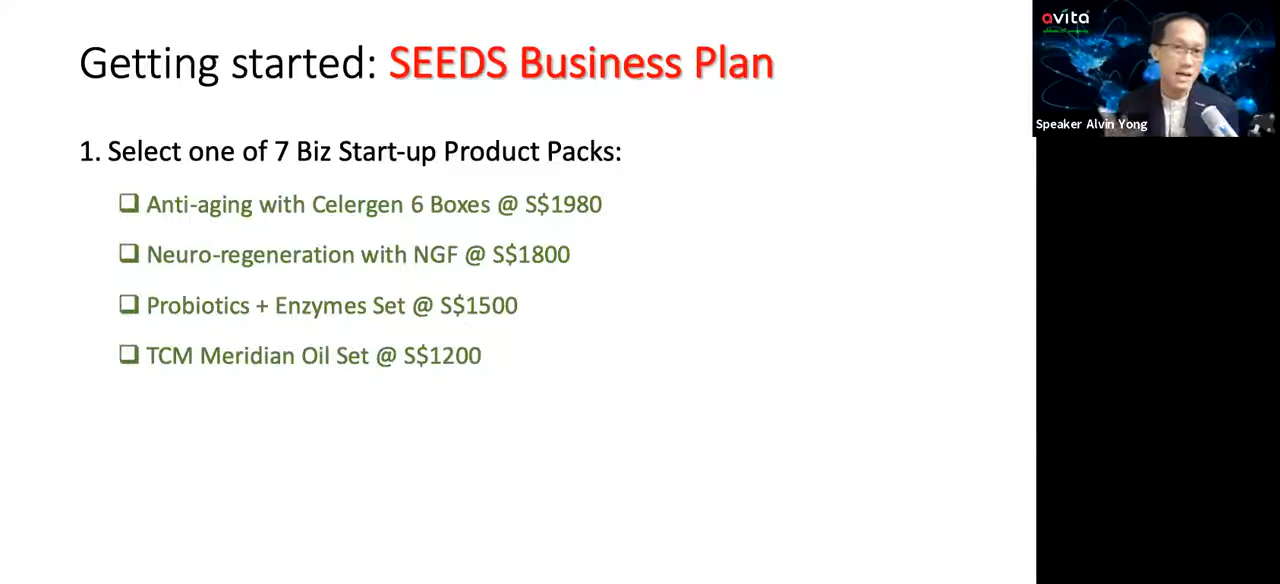 Getting started: SEEDS Business Plan
avita
Speaker Alvin Yong
1. Select one of 7 Biz Start-up Product Packs:
Anti-aging with Celergen 6 Boxes @ S$1980
Neuro-regeneration with NGF @ S$1800
Probiotics + Enzymes Set @ S$1500
TCM Meridian Oil Set @ S$1200